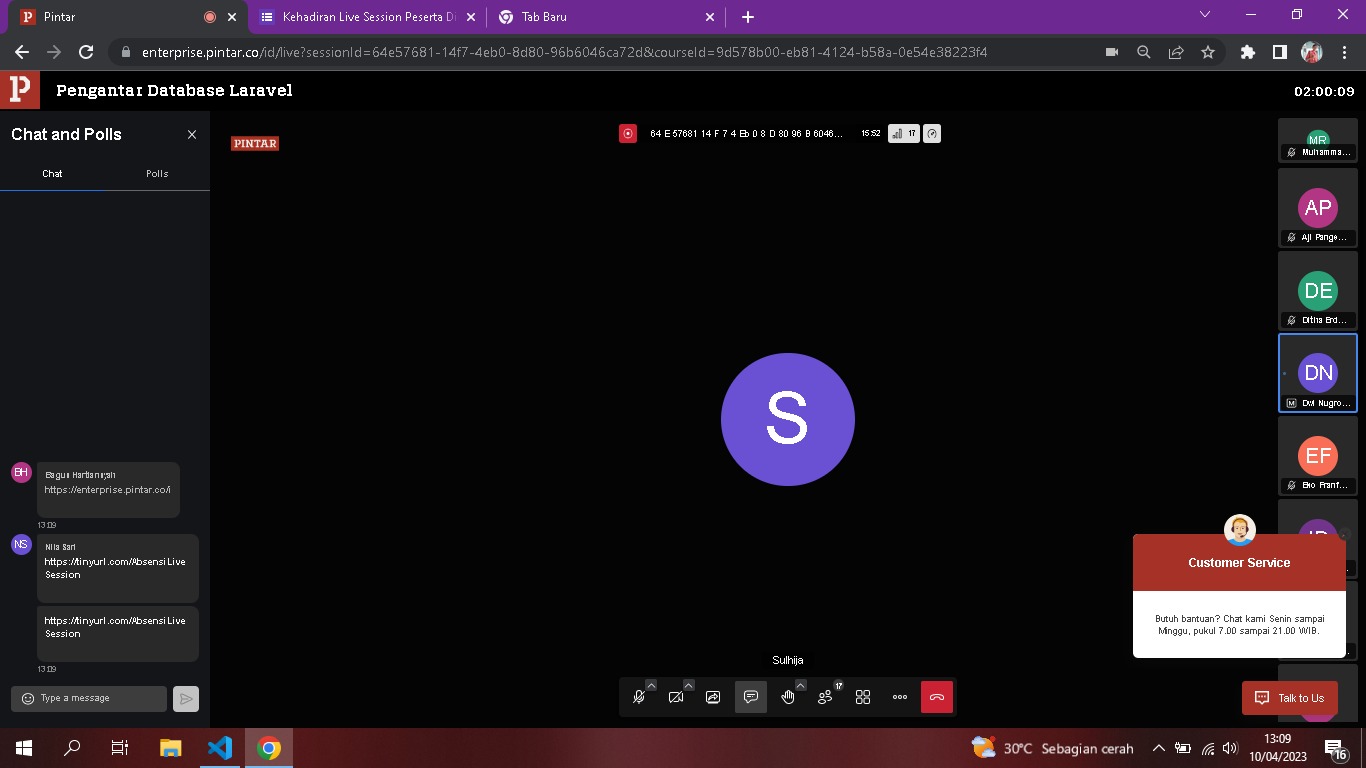 Pintar
Kehadiran Live Session Peserta Di
Tab Baru
enterprise.pintar.co/id/live?sessionId=64e57681-14f7-4eb0-8d80-96b6046ca72d&courseId=9d578b00-eb81-4124-b58a-0e54e38223f4
P
Pengantar Database Laravel
02:00:09
Chat and Polls
Chat
Polls
PINTAR
64 E 57681 14 F 7 4 Eb 0 8 D 80 96 B 6046...
15:52
17
MR
Muhamma...
AP
Aji Pange...
DE
Ditha Erd...
DN
M
Dwi Nugro...
EF
Eko Franf...
S
Sulhija
BH
https://enterprise.pintar.co/i
13:09
NS
Nila Sari
https://tinyurl.com/AbsensiLive
Session
https://tinyurl.com/AbsensiLive
Session
13:09
Type a message
17
Customer Service
Butuh bantuan? Chat kami Senin sampai
Minggu, pukul 7.00 sampai 21.00 WIB.
Talk to Us
30°C Sebagian cerah
13:09
10/04/2023
16